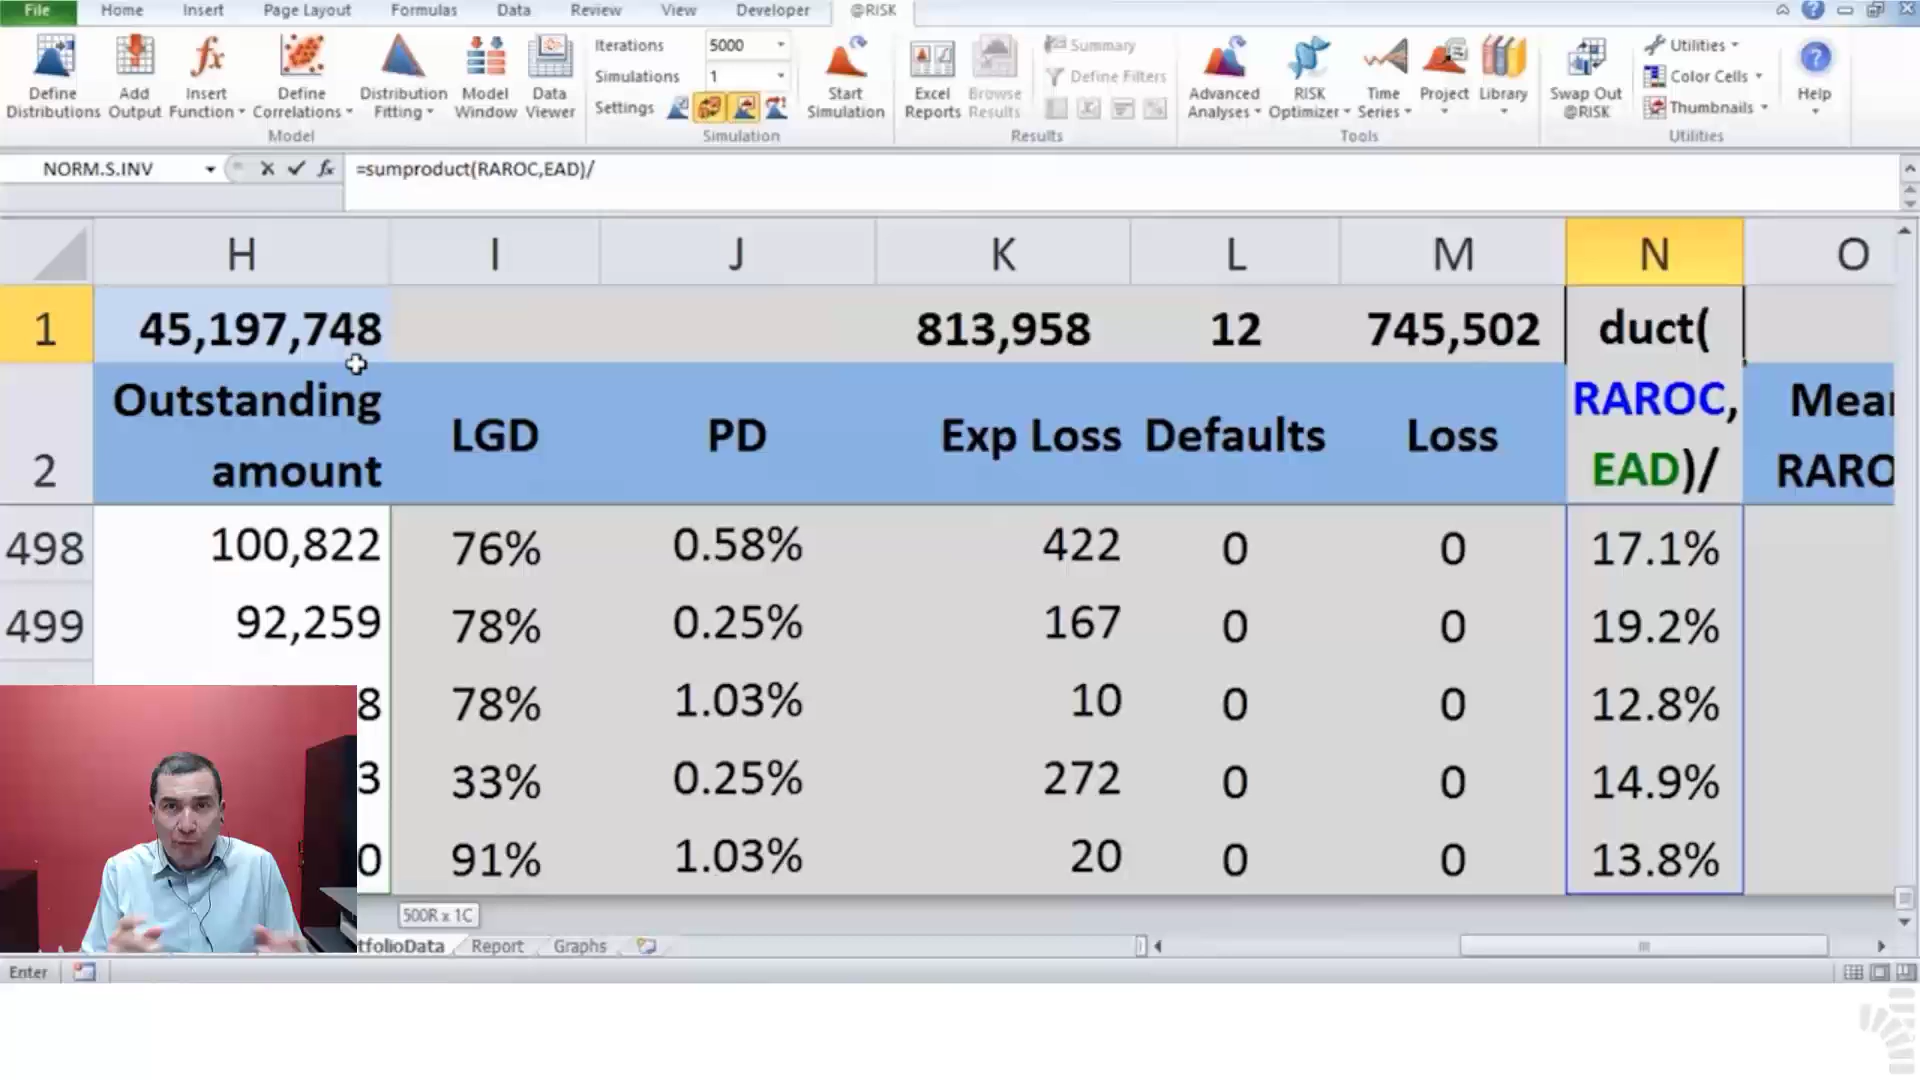 File Home Insert Page Layout Formulas Data Review View Developer @RISK
Define Distributions
Add Output
Insert Function
Define Correlations
Distribution Fitting
Model Window
Data Viewer
Model
Iterations 5000
Simulations 1
Settings
Start Simulation
Simulation
Excel Reports
Browse Results
Summary
Define Filters
Results
Advanced Analyses
RISK Optimizer
Time Series
Project
Library
Tools
Swap Out @RISK
Utilities
Color Cells
Thumbnails
Utilities
Help
NORM.S.INV fx =sumproduct(RAROC,EAD)/
H I J K L M N O
1 45,197,748 813,958 12 745,502 duct(
RAROC,
EAD)/
2 Outstanding amount LGD PD Exp Loss Defaults Loss
498 100,822 76% 0.58% 422 0 0 17.1%
499 92,259 78% 0.25% 167 0 0 19.2%
8 78% 1.03% 10 0 0 12.8%
3 33% 0.25% 272 0 0 14.9%
0 91% 1.03% 20 0 0 13.8%
500R x 1C
tfolioData Report Graphs
Enter